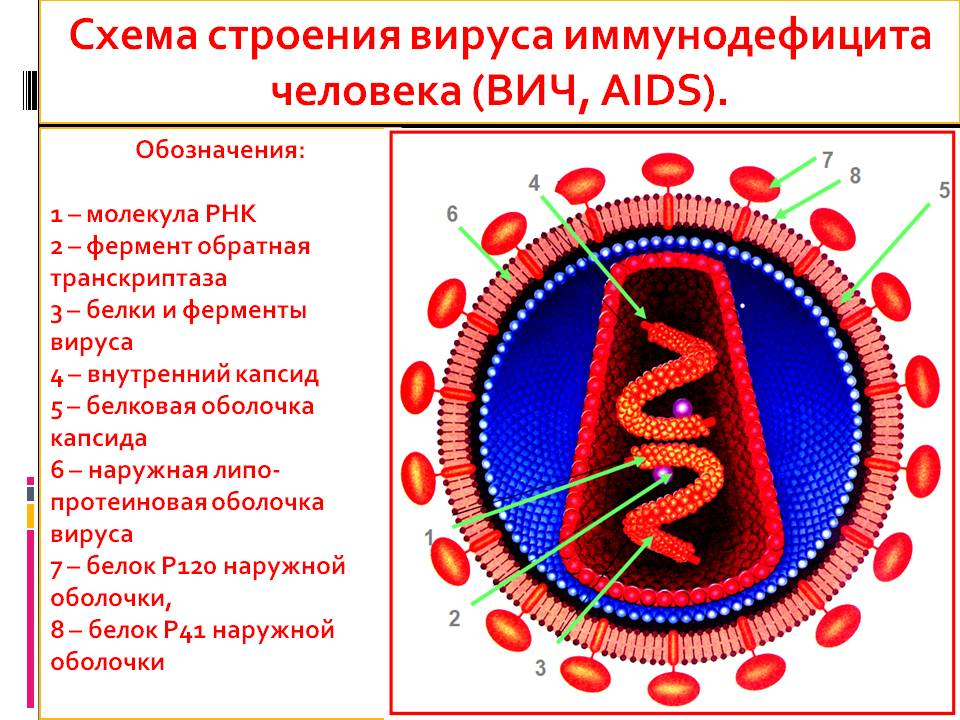 Схема строения вируса иммунодефицита
человека (ВИЧ, AIDS).
Обозначения:
1 – молекула РНК
2 – фермент обратная
транскриптаза
3 – белки и ферменты
вируса
4 – внутренний капсид
5 – белковая оболочка
капсида
6 – наружная липо-
протеиновая оболочка
вируса
7 – белок Р120 наружной
оболочки,
8 – белок Р41 наружной
оболочки
7
8
4
5
6
1
2
3